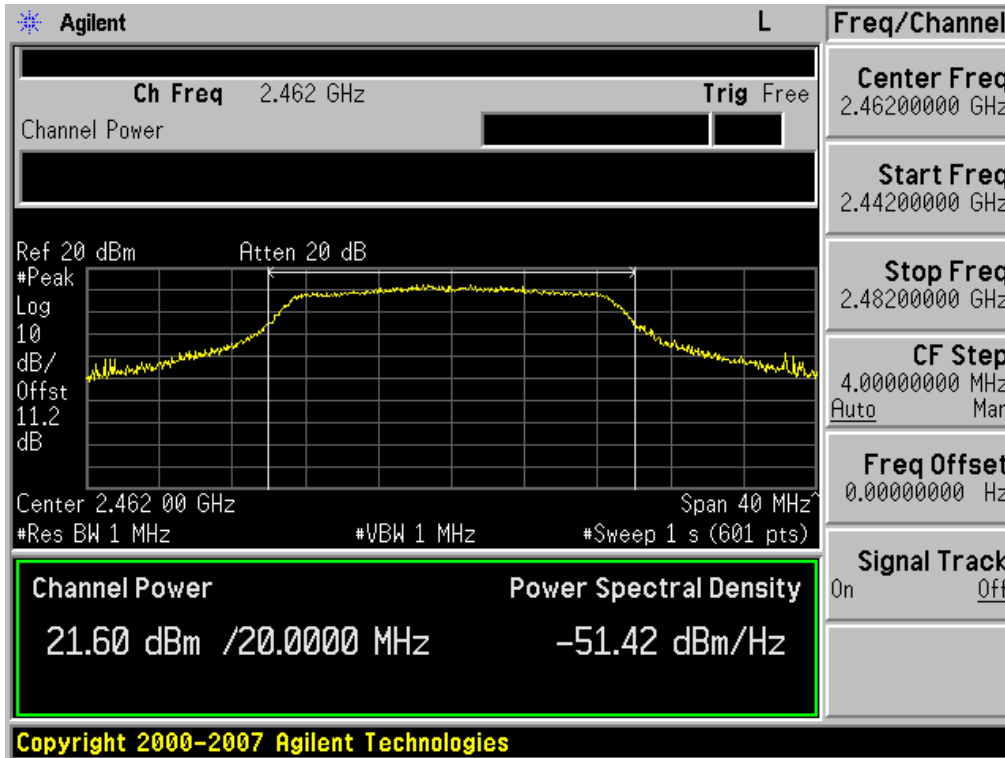 Agilent L Freq/Channel
Ch Freq 2.462 GHz Trig Free
Channel Power
Center Freq
2.46200000 GHz
Start Freq
2.44200000 GHz
Stop Freq
2.48200000 GHz
CF Step
4.00000000 MHz
Auto Man
Freq Offset
0.00000000 Hz
Signal Track
On Off
Ref 20 dBm Atten 20 dB
#Peak
Log
10
dB/
Offst
11.2
dB
Center 2.462 00 GHz Span 40 MHz^
#Res BW 1 MHz #VBW 1 MHz #Sweep 1 s (601 pts)
Channel Power Power Spectral Density
21.60 dBm /20.0000 MHz -51.42 dBm/Hz
Copyright 2000-2007 Agilent Technologies